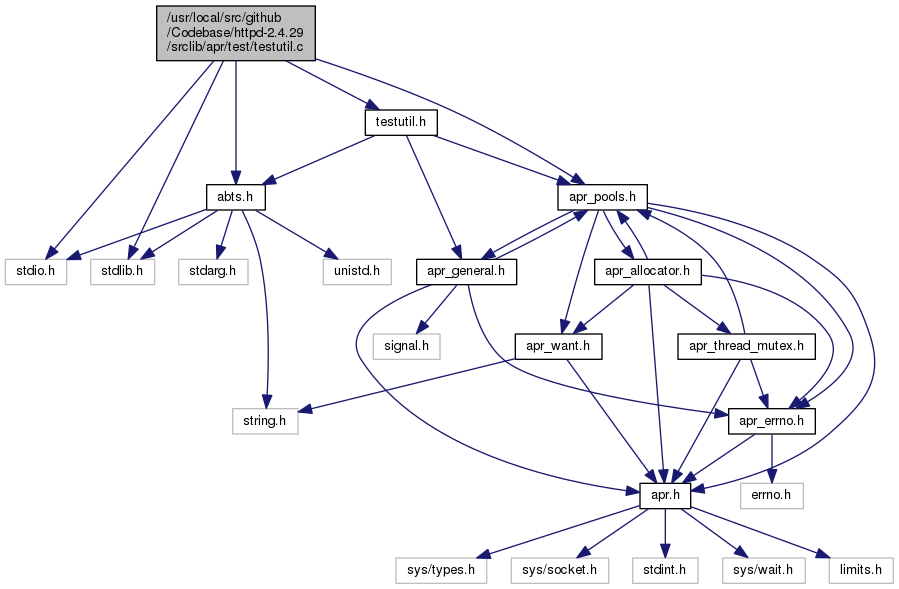 /usr/local/src/github
/Codebase/httpd-2.4.29
/srclib/apr/test/testutil.c
testutil.h
abts.h
apr_pools.h
stdio.h
stdlib.h
stdarg.h
unistd.h
apr_general.h
apr_allocator.h
signal.h
apr_want.h
apr_thread_mutex.h
string.h
apr_errno.h
apr.h
errno.h
sys/types.h
sys/socket.h
stdint.h
sys/wait.h
limits.h